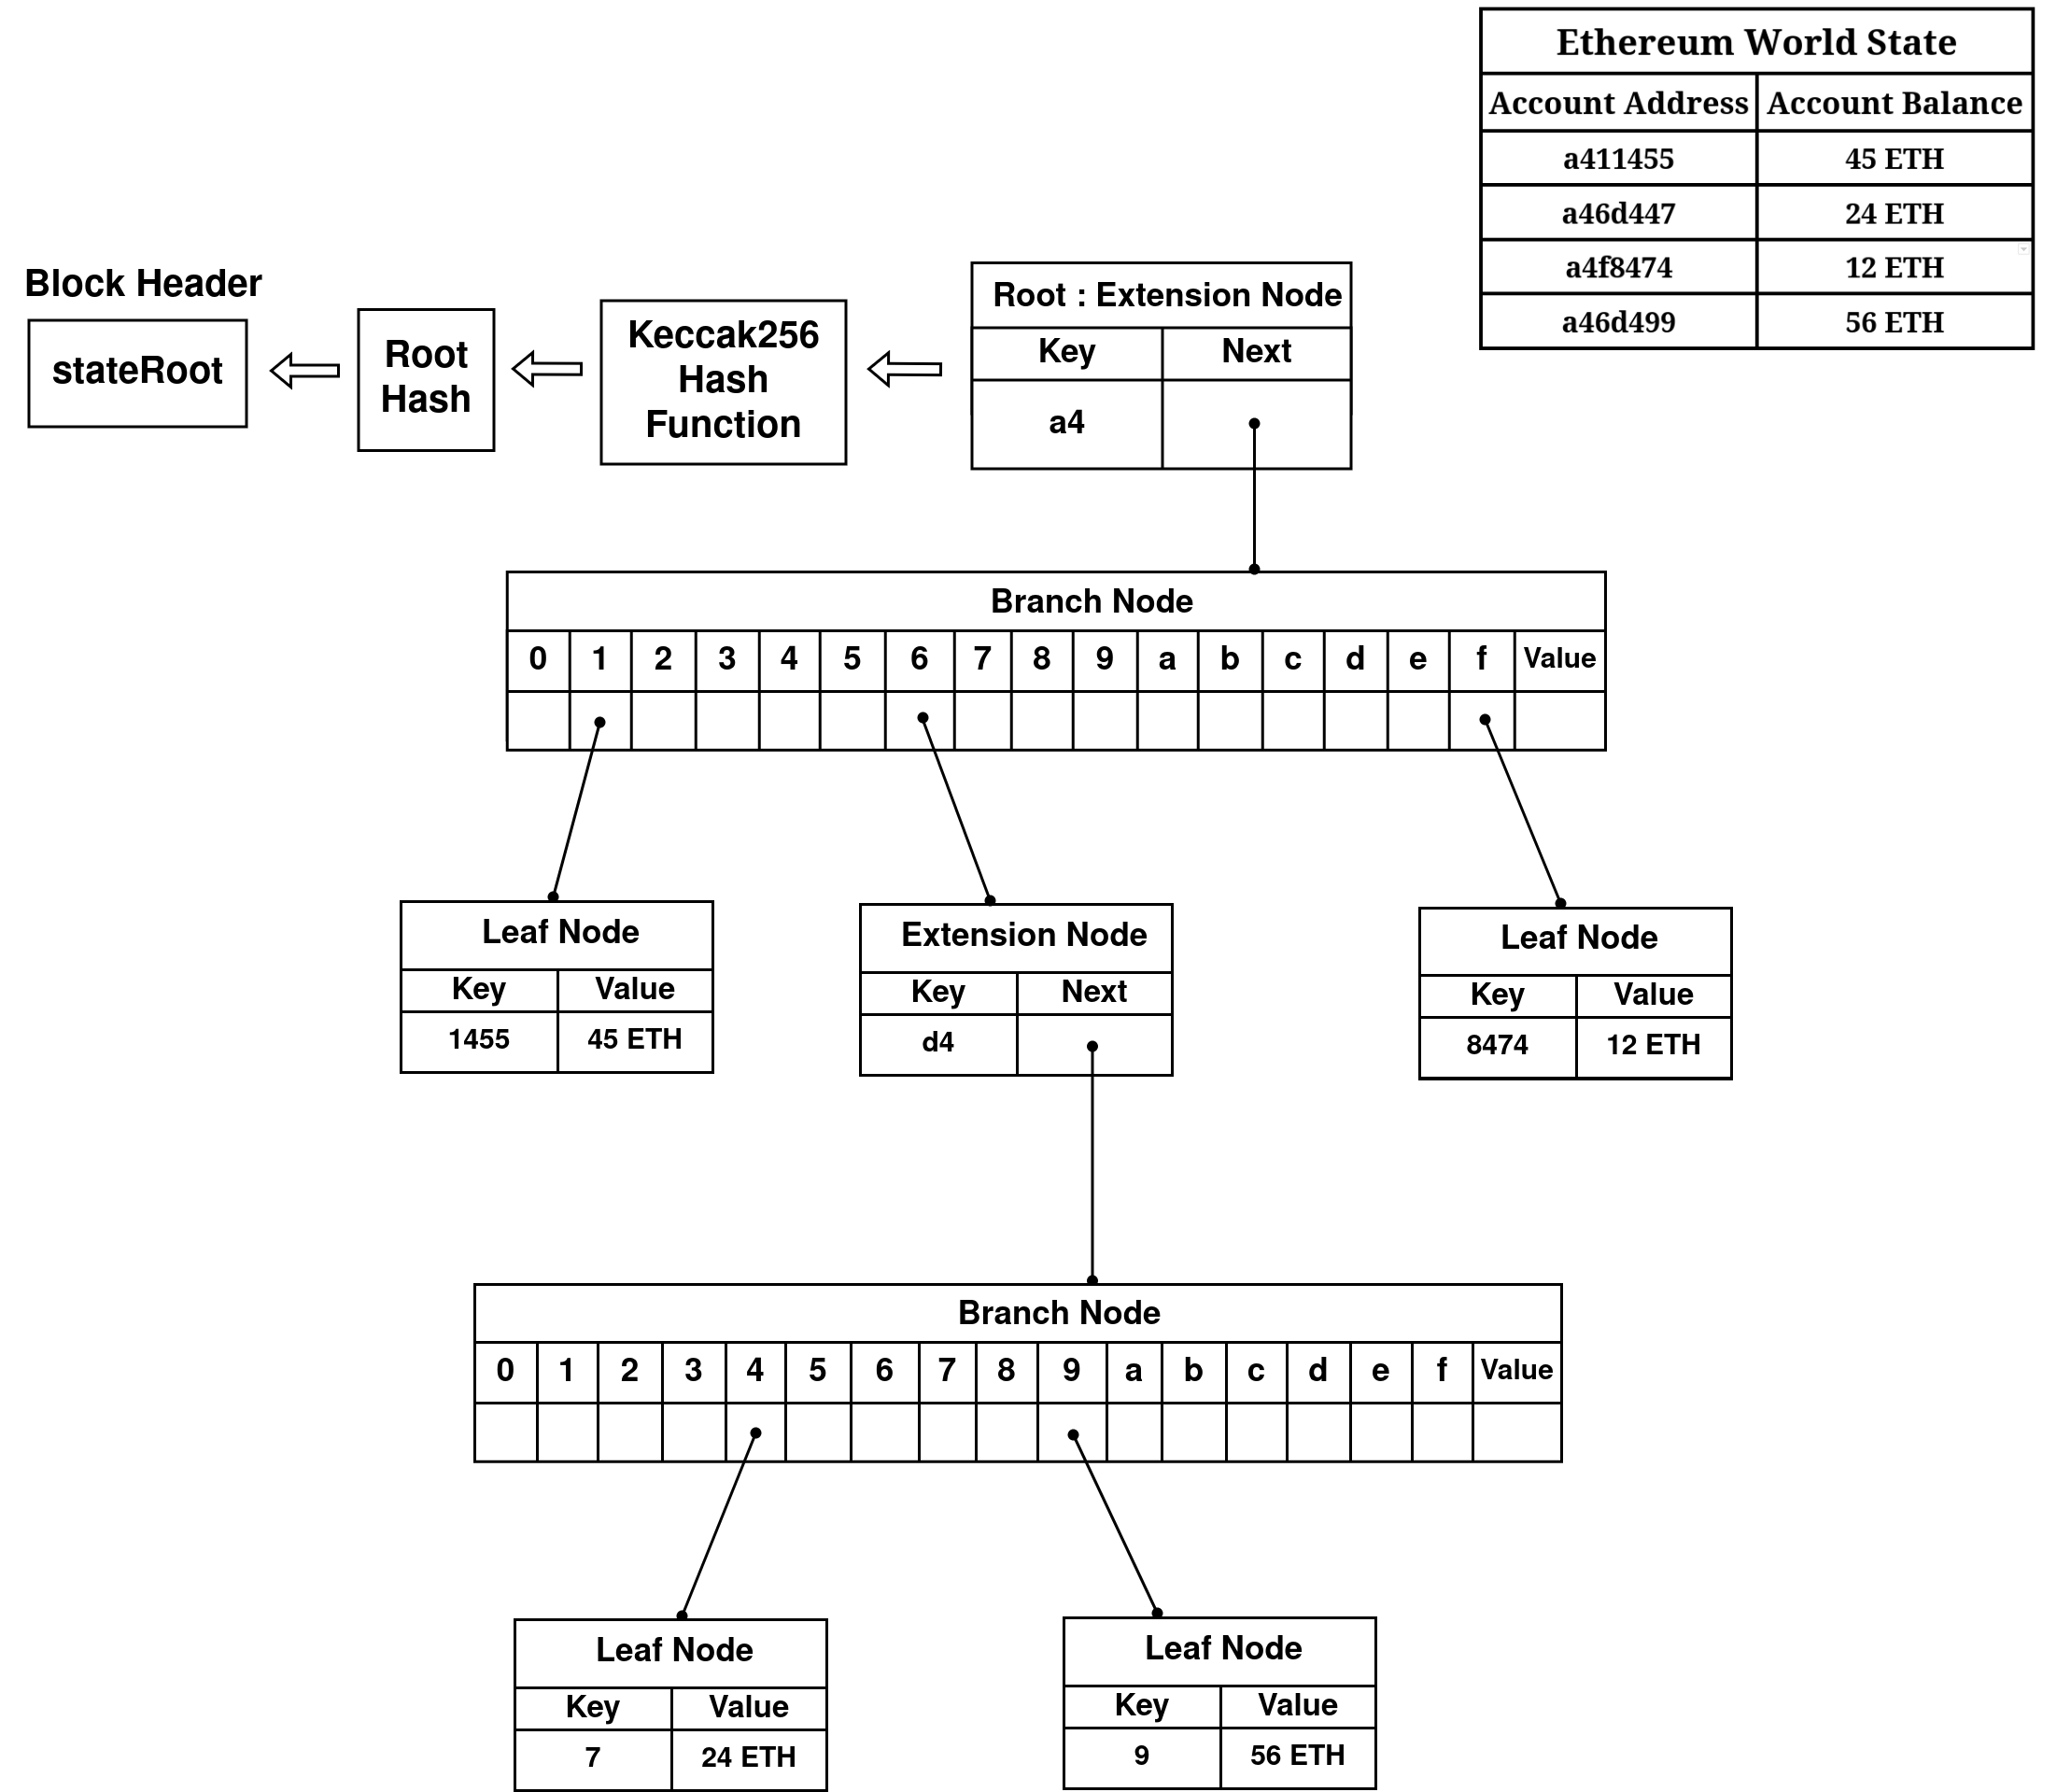 Ethereum World State
Account Address Account Balance
a411455 45 ETH
a46d447 24 ETH
a4f8474 12 ETH
a46d499 56 ETH
Block Header
stateRoot
Root
Hash
Keccak256
Hash
Function
Root : Extension Node
Key Next
a4
Branch Node
0 1 2 3 4 5 6 7 8 9 a b c d e f Value
Leaf Node
Key Value
1455 45 ETH
Extension Node
Key Next
d4
Leaf Node
Key Value
8474 12 ETH
Branch Node
0 1 2 3 4 5 6 7 8 9 a b c d e f Value
Leaf Node
Key Value
7 24 ETH
Leaf Node
Key Value
9 56 ETH